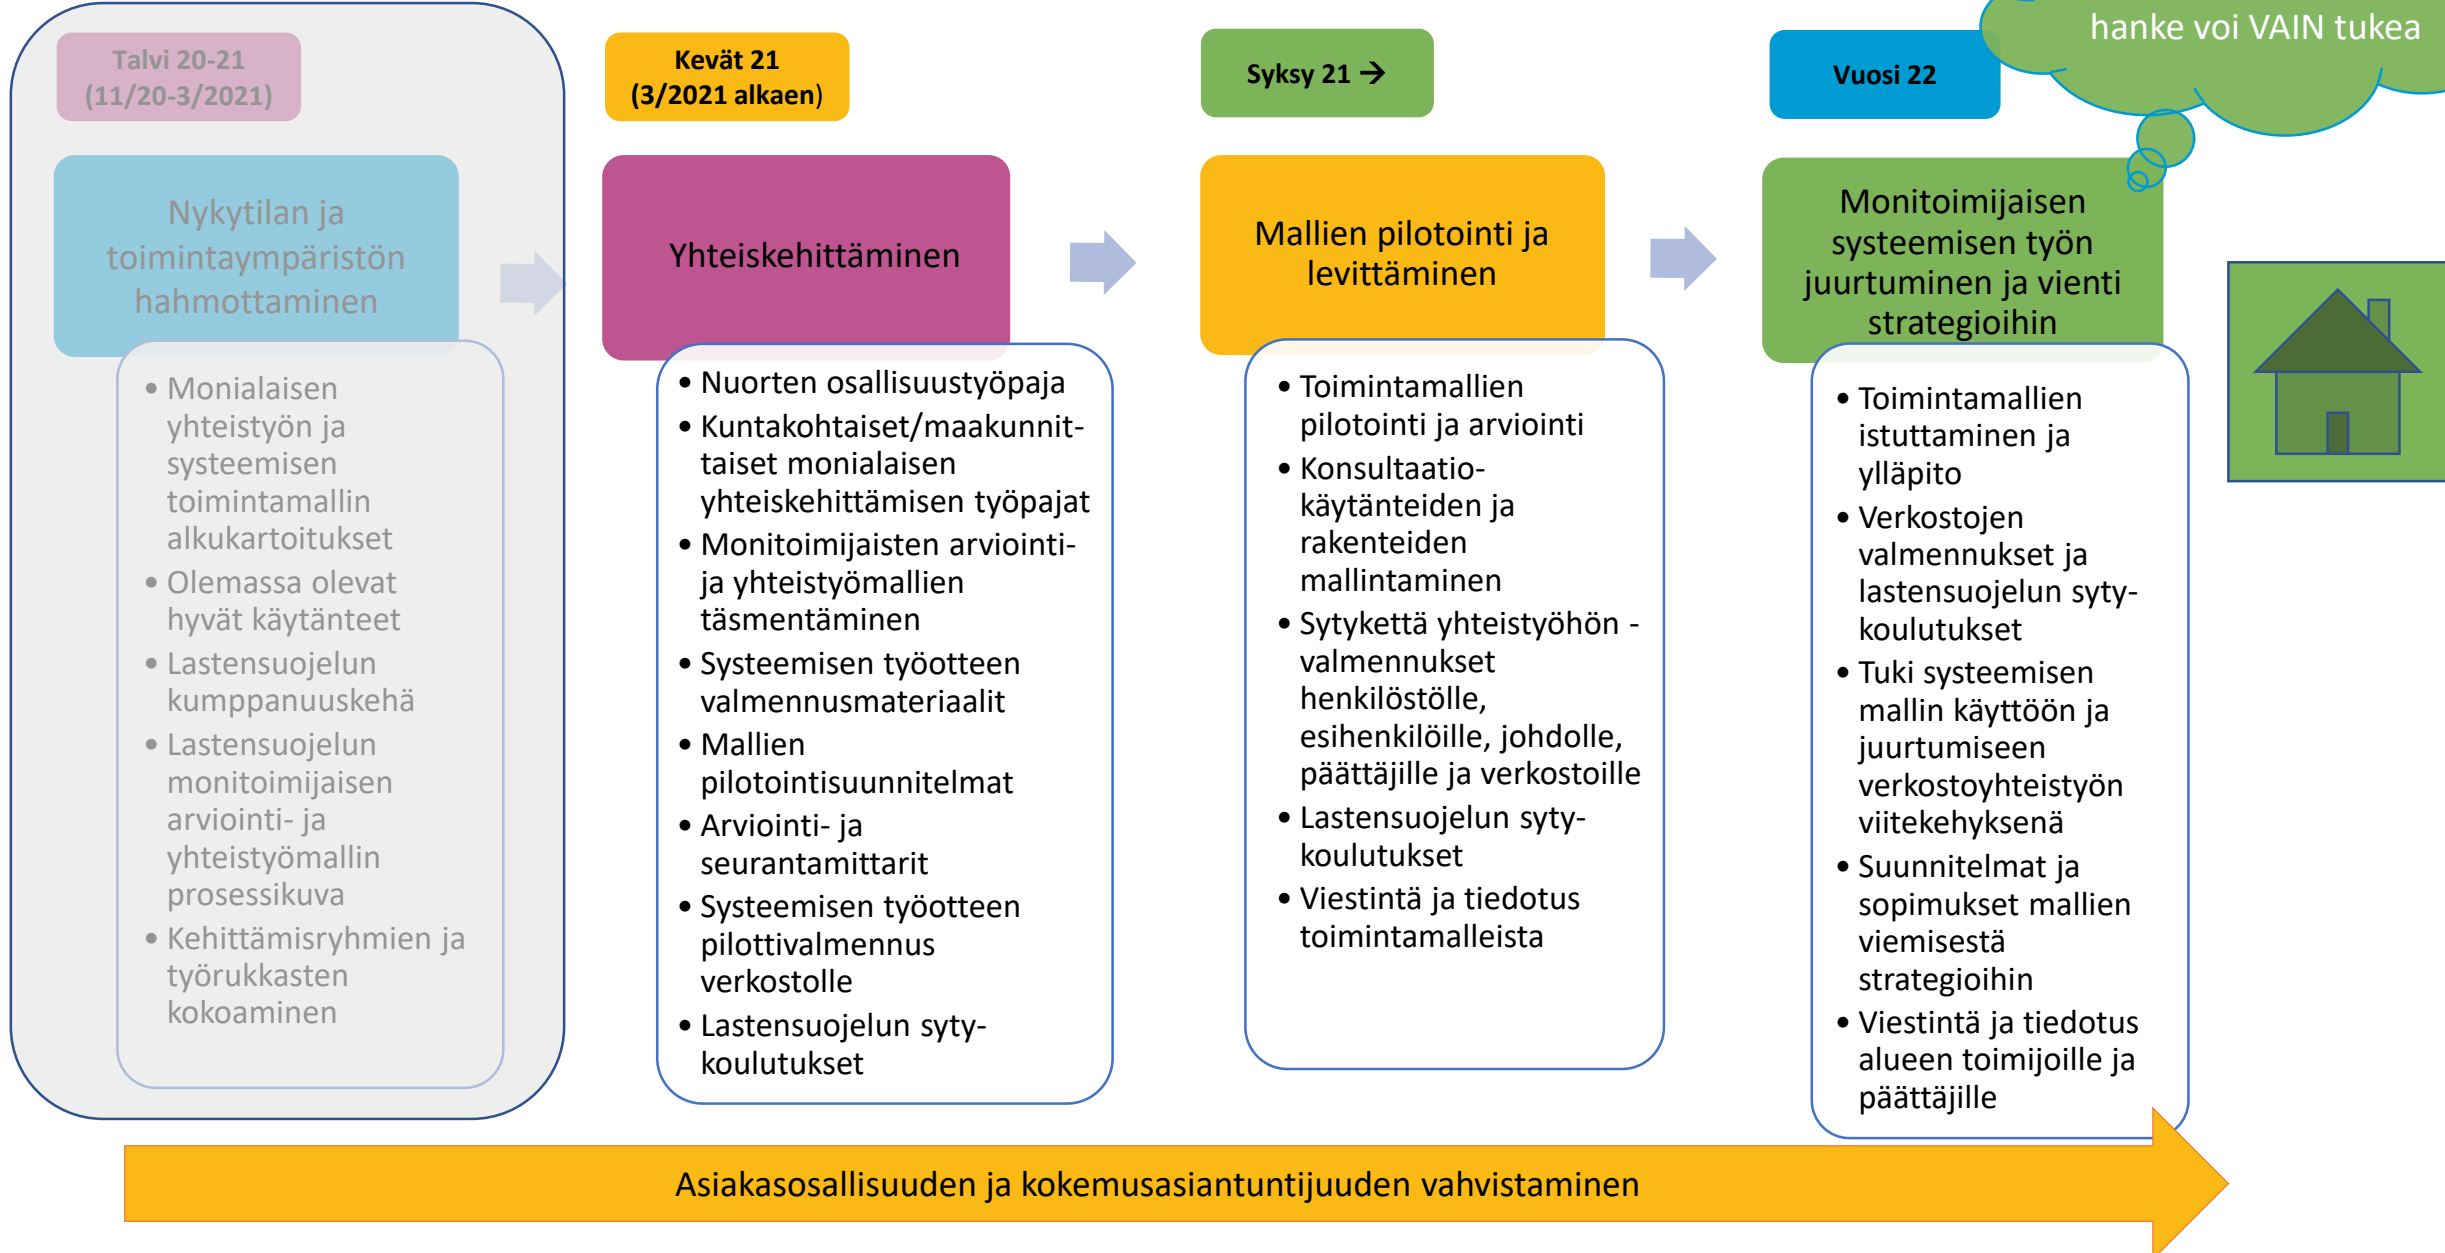 hanke voi VAIN tukea
Talvi 20-21
(11/20-3/2021)
Nykytilan ja
toimintaympäristön
hahmottaminen
• Monialaisen
yhteistyön ja
systeemisen
toimintamallin
alkukartoitukset
• Olemassa olevat
hyvät käytänteet
• Lastensuojelun
kumppanuuskehä
• Lastensuojelun
monitoimijaisen
arviointi- ja
yhteistyömallin
prosessikuva
• Kehittämisryhmien ja
työrukkasten
kokoaminen
Kevät 21
(3/2021 alkaen)
Yhteiskehittäminen
• Nuorten osallisuustyöpaja
• Kuntakohtaiset/maakunnit-
taiset monialaisen
yhteiskehittämisen työpajat
• Monitoimijaisten arviointi-
ja yhteistyömallien
täsmentäminen
• Systeemisen työotteen
valmennusmateriaalit
• Mallien
pilotointisuunnitelmat
• Arviointi- ja
seurantamittarit
• Systeemisen työotteen
pilottivalmennus
verkostolle
• Lastensuojelun syty-
koulutukset
Syksy 21 →
Mallien pilotointi ja
levittäminen
• Toimintamallien
pilotointi ja arviointi
• Konsultaatio-
käytänteiden ja
rakenteiden
mallintaminen
• Sytykettä yhteistyöhön -
valmennukset
henkilöstölle,
esihenkilöille, johdolle,
päättäjille ja verkostoille
• Lastensuojelun syty-
koulutukset
• Viestintä ja tiedotus
toimintamalleista
Vuosi 22
Monitoimijaisen
systeemisen työn
juurtuminen ja vienti
strategioihin
• Toimintamallien
istuttaminen ja
ylläpito
• Verkostojen
valmennukset ja
lastensuojelun syty-
koulutukset
• Tuki systeemisen
mallin käyttöön ja
juurtumiseen
verkostoyhteistyön
viitekehyksenä
• Suunnitelmat ja
sopimukset mallien
viemisestä
strategioihin
• Viestintä ja tiedotus
alueen toimijoille ja
päättäjille
Asiakasosallisuuden ja kokemusasiantuntijuuden vahvistaminen